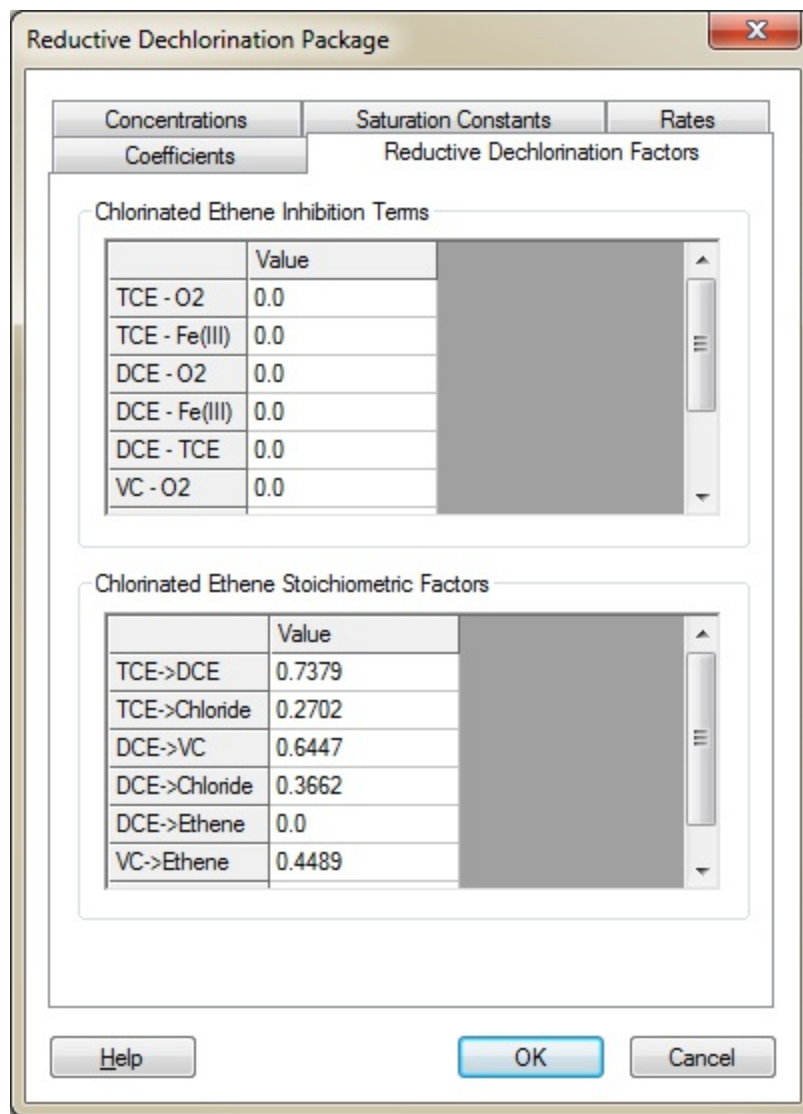 Reductive Dechlorination Package
Concentrations Saturation Constants Rates
Coefficients Reductive Dechlorination Factors
Chlorinated Ethene Inhibition Terms
Value
TCE - O2 0.0
TCE - Fe(III) 0.0
DCE - O2 0.0
DCE - Fe(III) 0.0
DCE - TCE 0.0
VC - O2 0.0
Chlorinated Ethene Stoichiometric Factors
Value
TCE->DCE 0.7379
TCE->Chloride 0.2702
DCE->VC 0.6447
DCE->Chloride 0.3662
DCE->Ethene 0.0
VC->Ethene 0.4489
Help OK Cancel